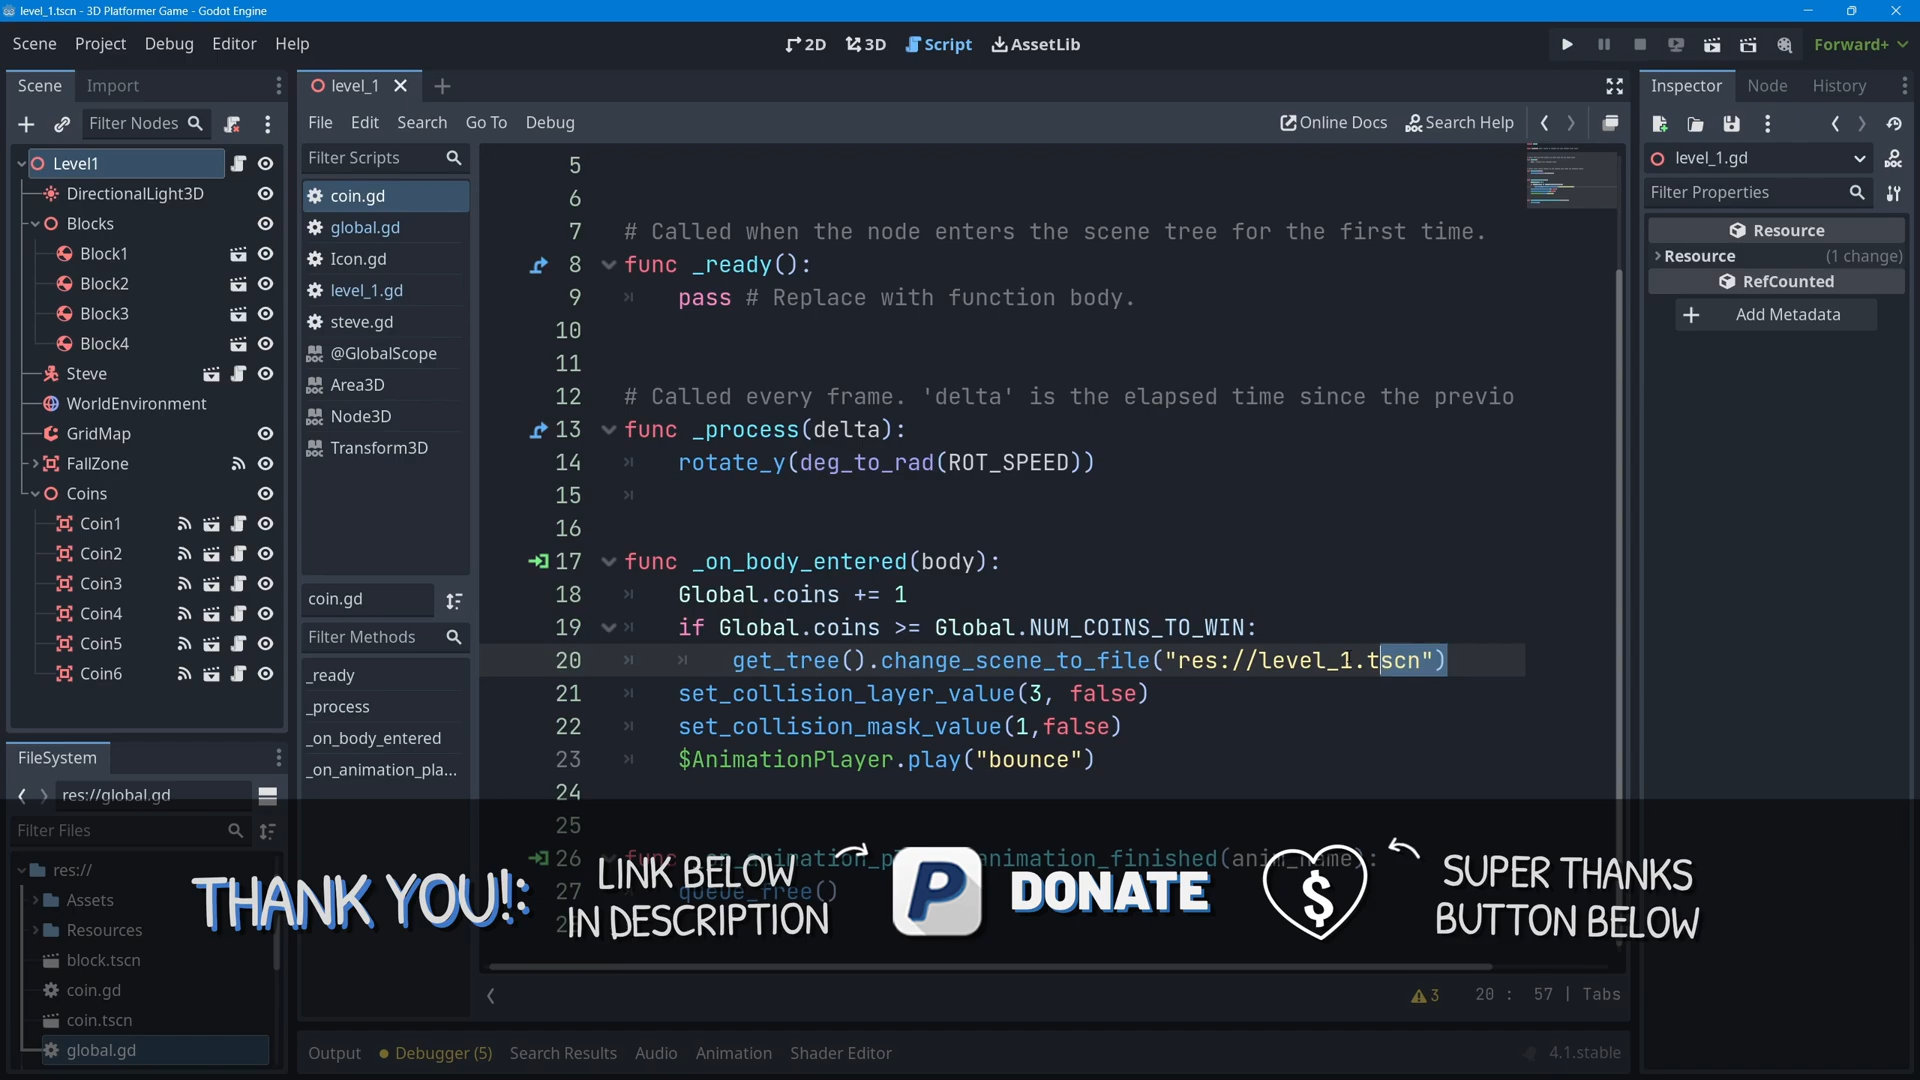 level_1.tscn - 3D Platformer Game - Godot Engine
Scene Project Debug Editor Help
2D 3D Script AssetLib
Forward+
Scene Import
level_1
Inspector Node History
Filter Nodes
File Edit Search Go To Debug
Online Docs Search Help
Filter Scripts
level_1.gd
Filter Properties
Resource
Resource (1 change)
RefCounted
Add Metadata
Level1
DirectionalLight3D
Blocks
Block1
Block2
Block3
Block4
Steve
WorldEnvironment
GridMap
FallZone
Coins
Coin1
Coin2
Coin3
Coin4
Coin5
Coin6
coin.gd
global.gd
Icon.gd
level_1.gd
steve.gd
@GlobalScope
Area3D
Node3D
Transform3D
coin.gd
Filter Methods
_ready
_process
_on_body_entered
_on_animation_pla...
5
6
7 # Called when the node enters the scene tree for the first time.
8 func _ready():
9 pass # Replace with function body.
10
11
12 # Called every frame. 'delta' is the elapsed time since the previo
13 func _process(delta):
14 rotate_y(deg_to_rad(ROT_SPEED))
15
16
17 func _on_body_entered(body):
18 Global.coins += 1
19 if Global.coins >= Global.NUM_COINS_TO_WIN:
20 get_tree().change_scene_to_file("res://level_1.tscn")
21 set_collision_layer_value(3, false)
22 set_collision_mask_value(1,false)
23 $AnimationPlayer.play("bounce")
24
25
26 animation_finished(anim_name):
27 queue_free()
FileSystem
res://global.gd
Filter Files
res://
Assets
Resources
block.tscn
coin.gd
coin.tscn
global.gd
THANK YOU!:
LINK BELOW
IN DESCRIPTION
P
DONATE
$
SUPER THANKS
BUTTON BELOW
3 20 : 57 | Tabs
Output Debugger (5) Search Results Audio Animation Shader Editor
4.1.stable